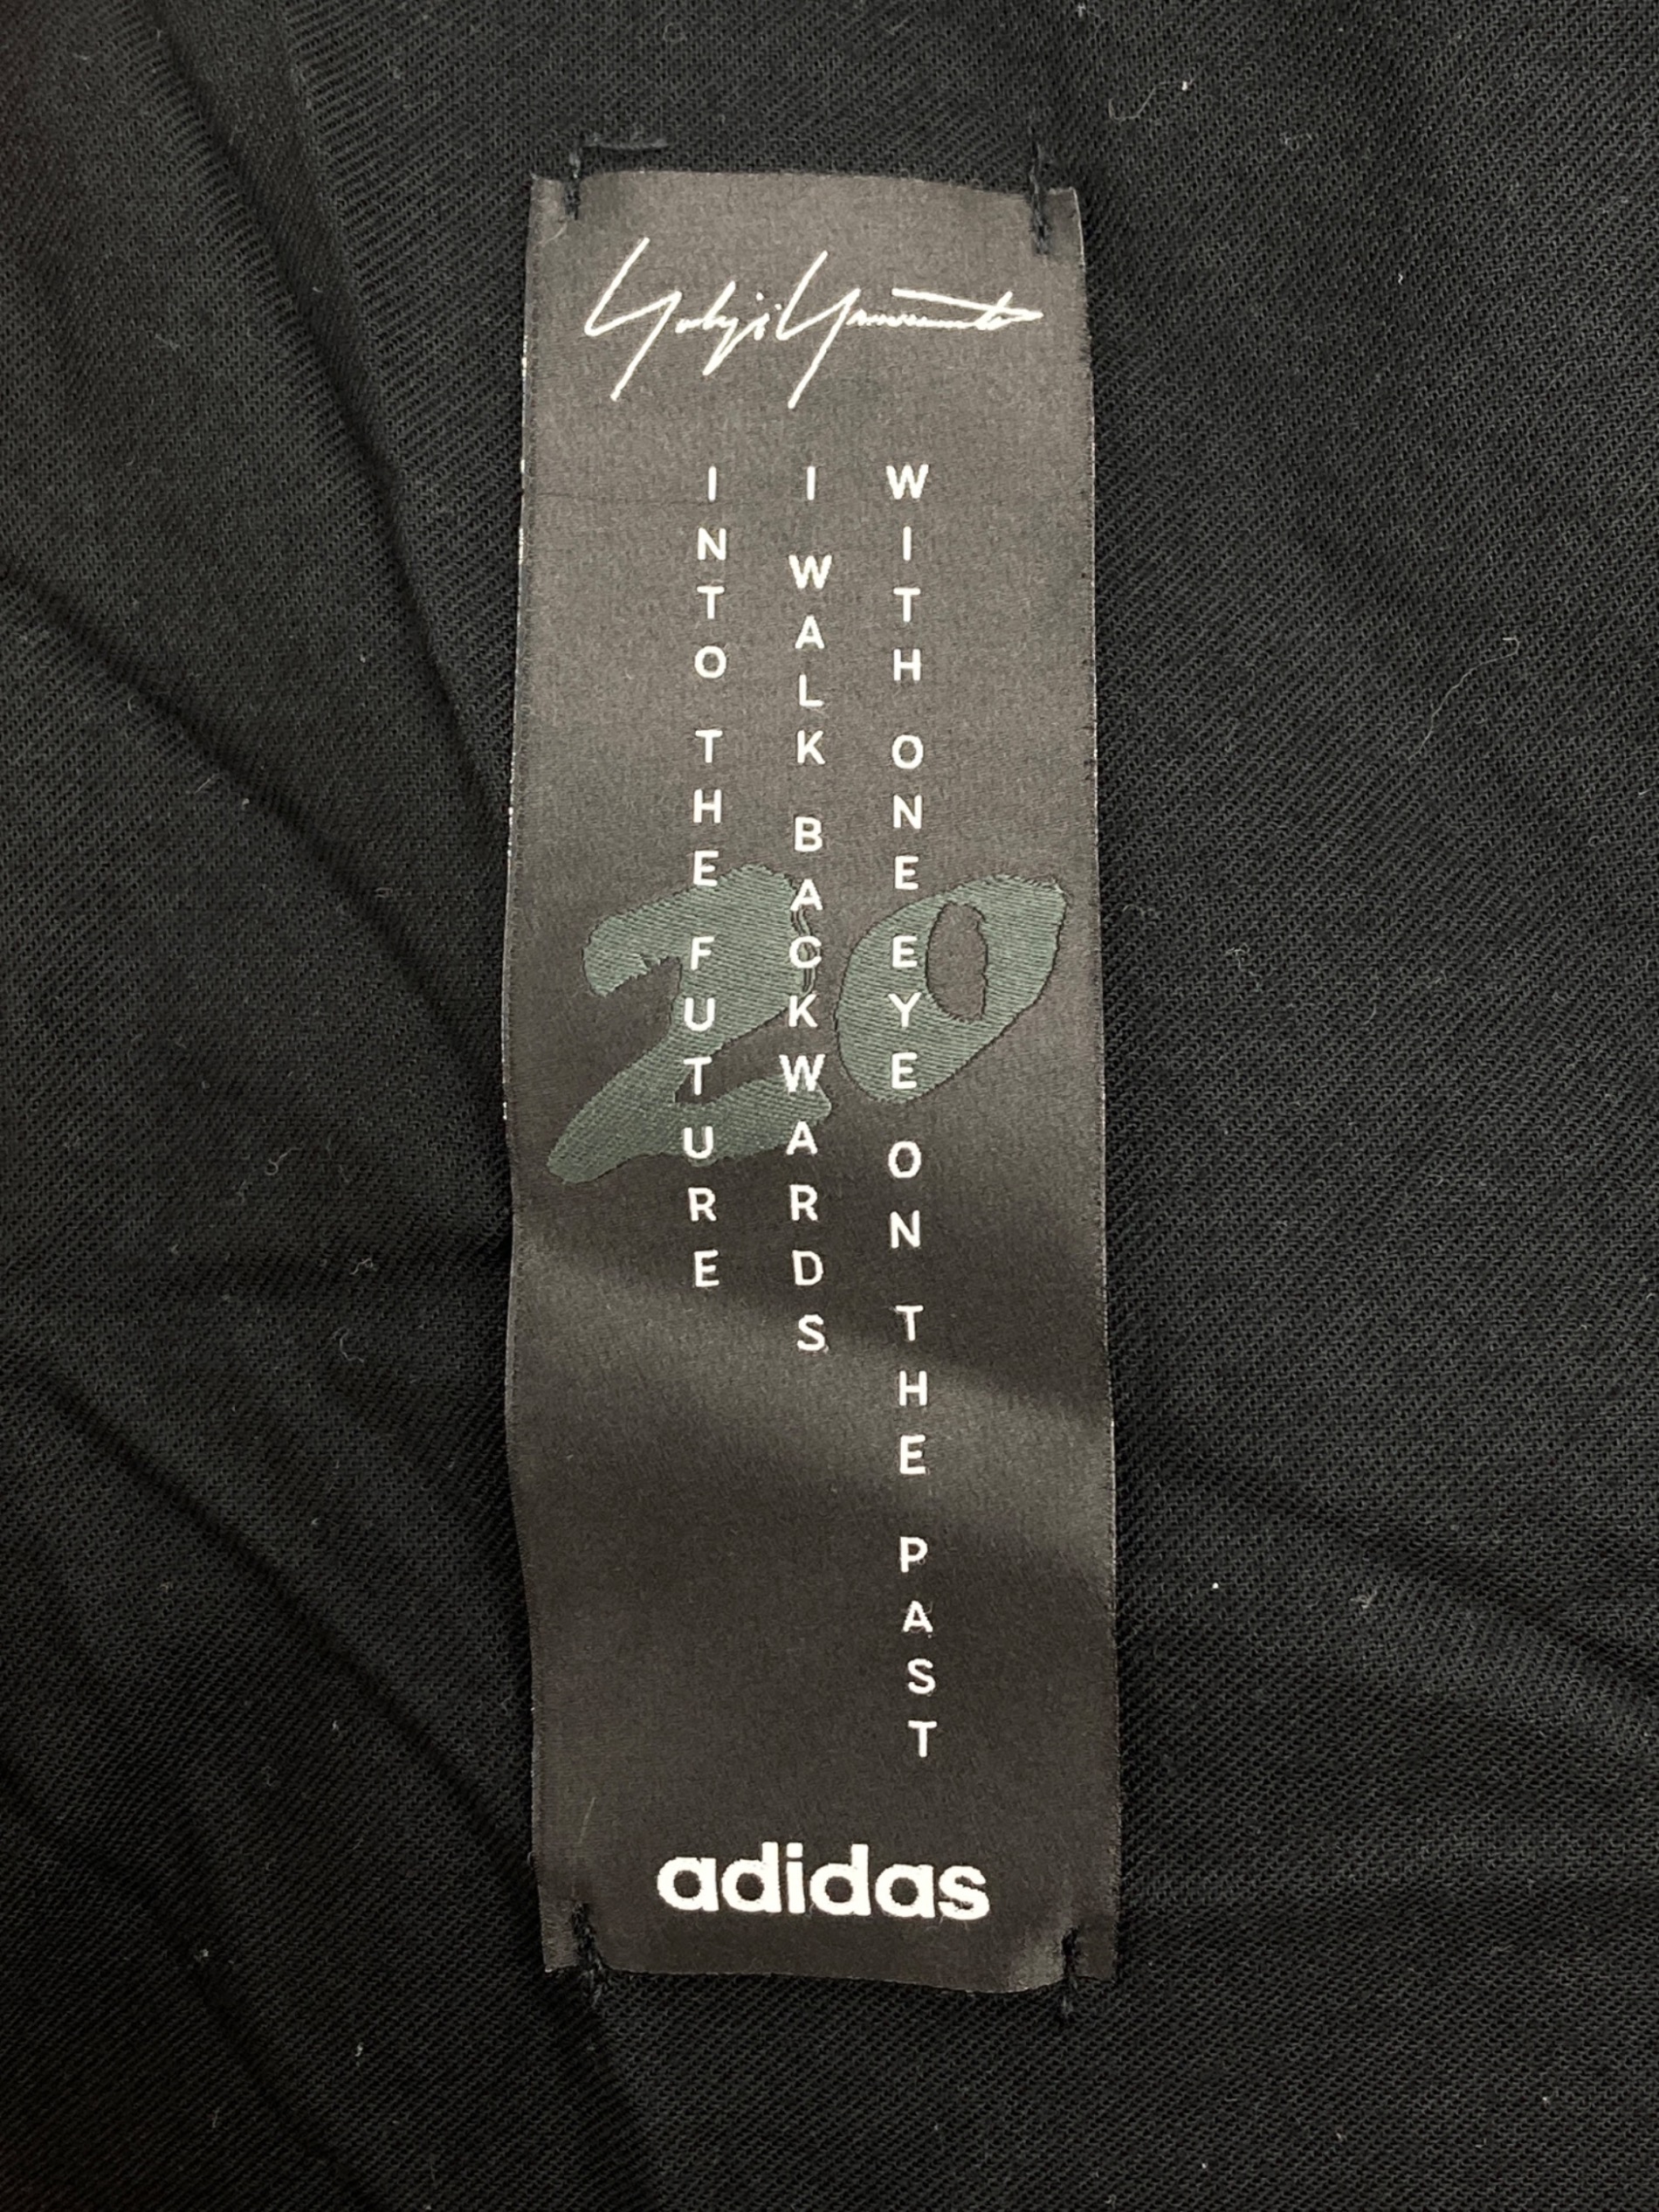 Yohji Yamamoto
WITH ONE EYE ON THE PAST
I WALK BACKWARDS
INTO THE FUTURE
20
adidas